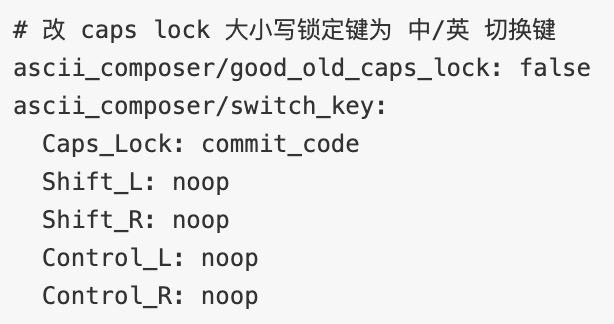 # 改 caps lock 大小写锁定键为 中/英 切换键
ascii_composer/good_old_caps_lock: false
ascii_composer/switch_key:
  Caps_Lock: commit_code
  Shift_L: noop
  Shift_R: noop
  Control_L: noop
  Control_R: noop